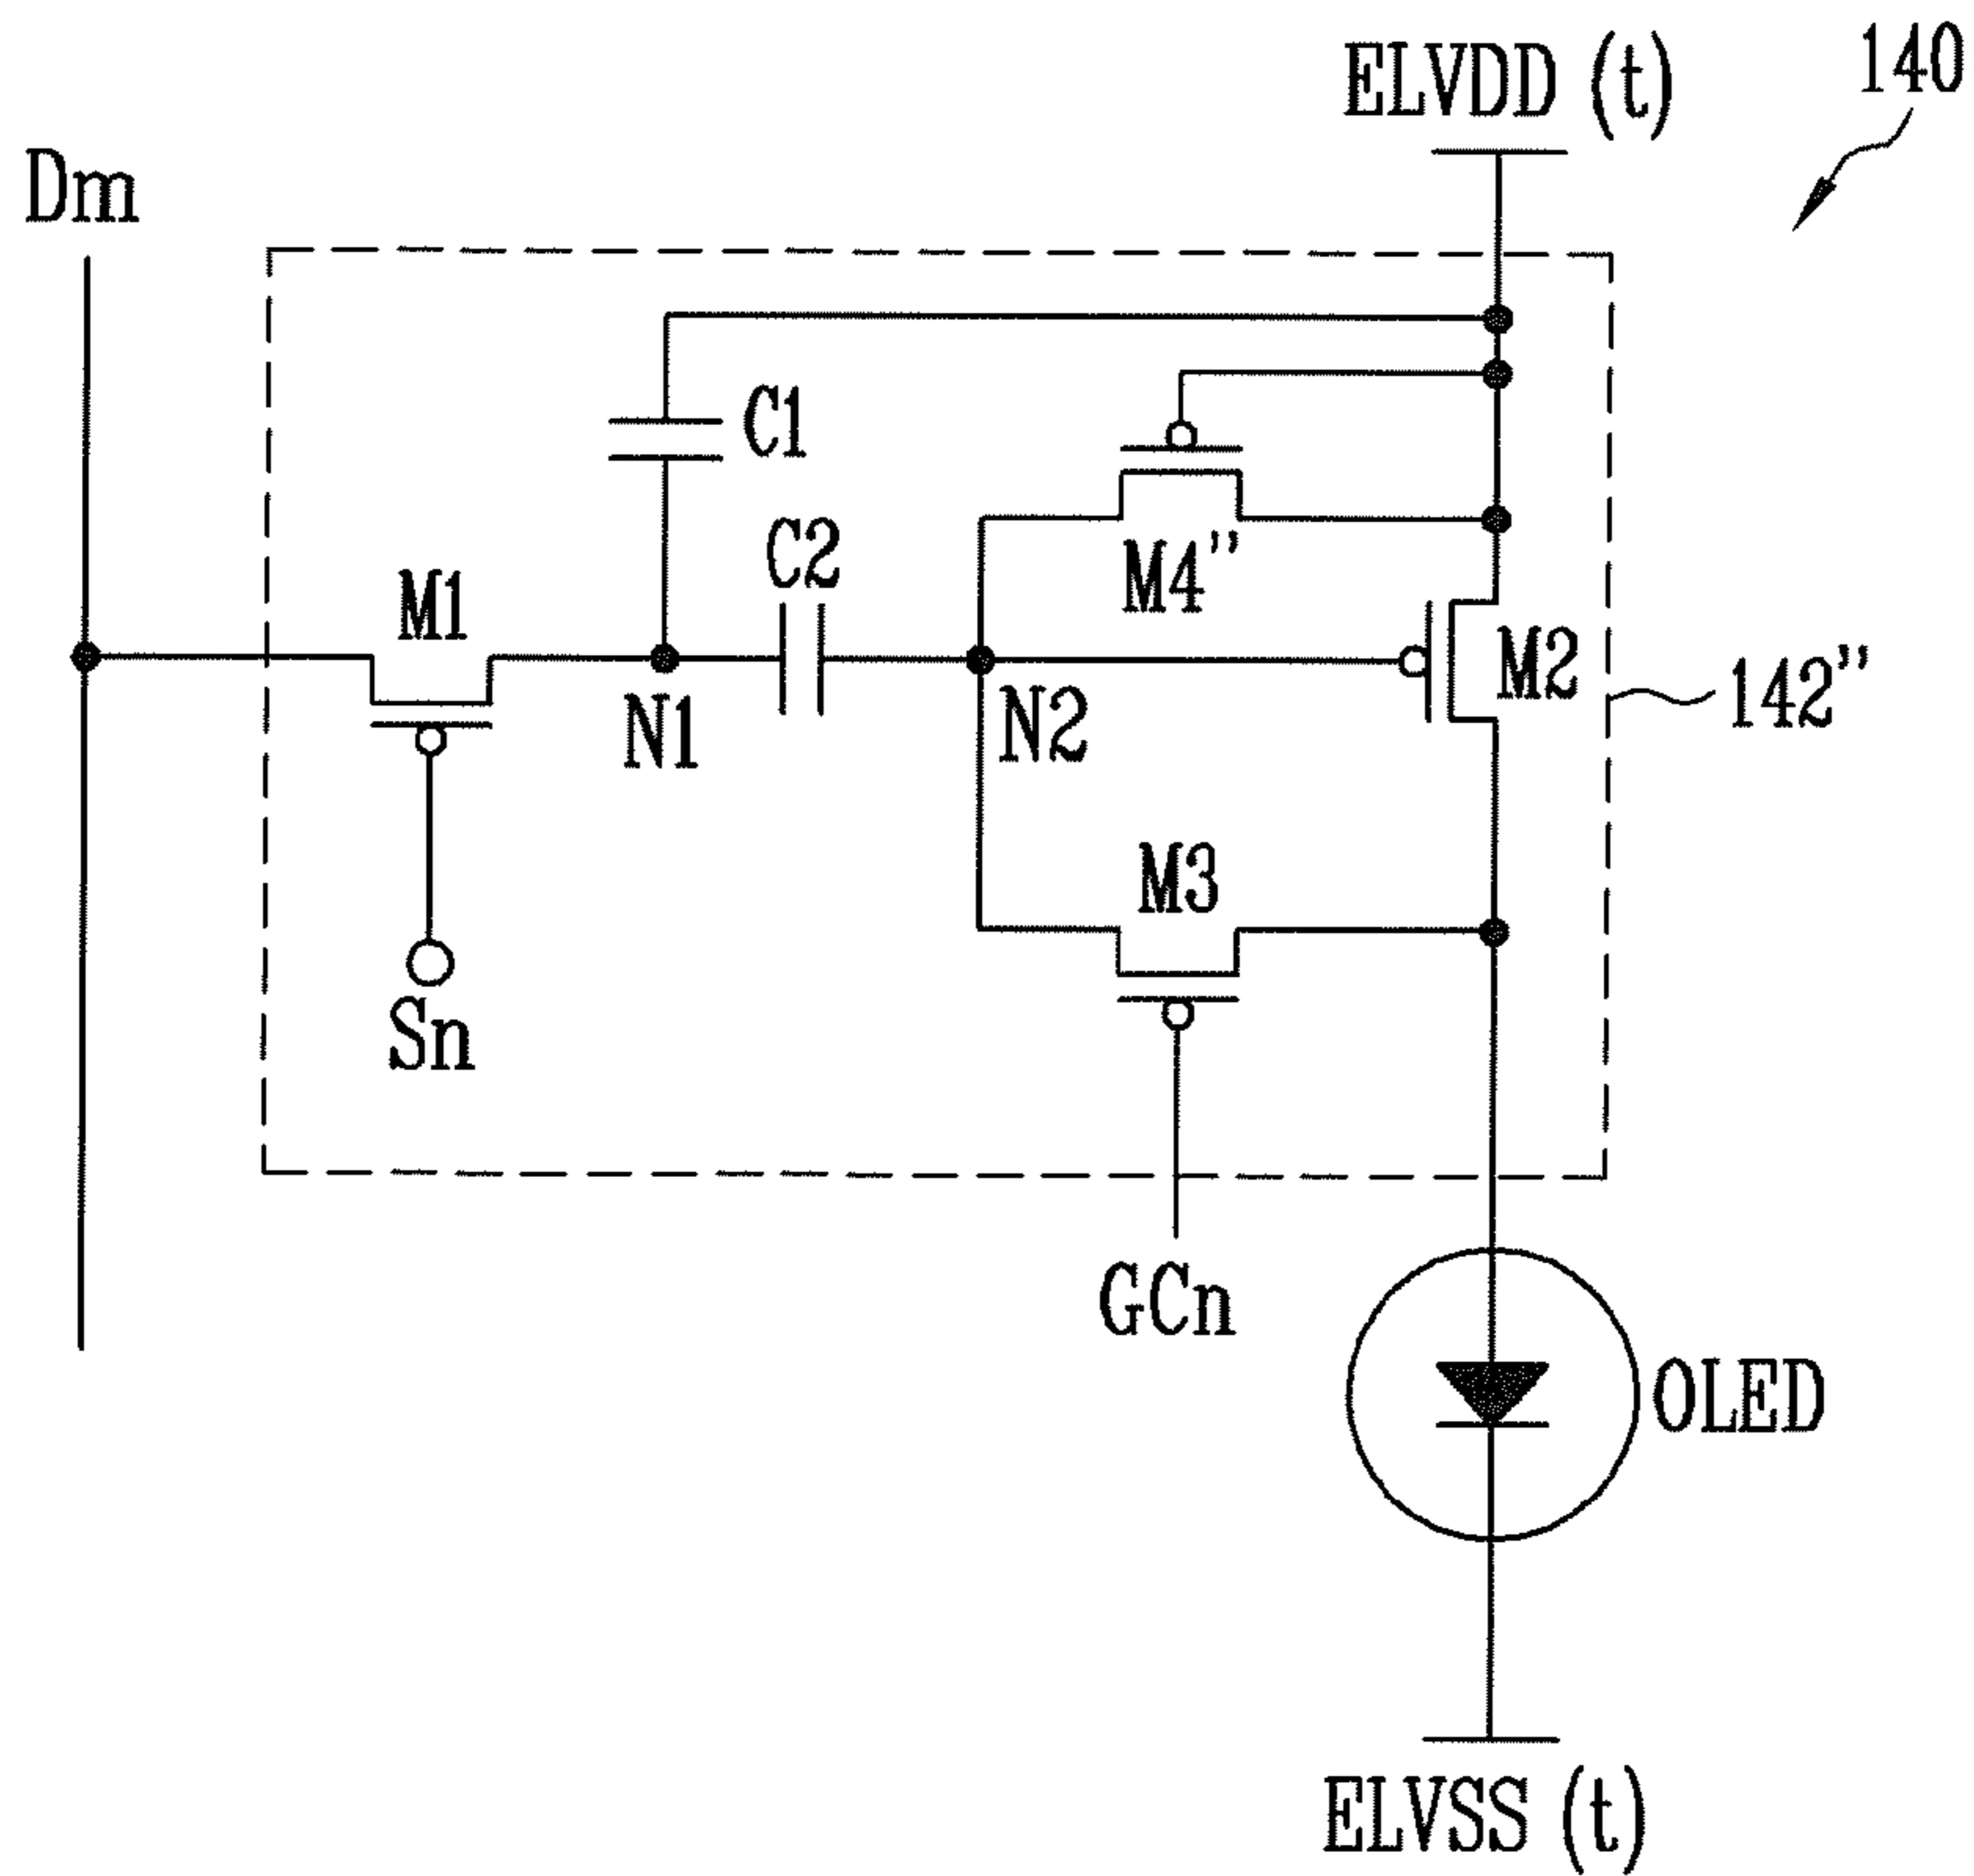 140
ELVDD (t)
Dm
C1
C2
M4"
M1
M2
142"
N1
N2
M3
Sn
GCn
OLED
ELVSS (t)